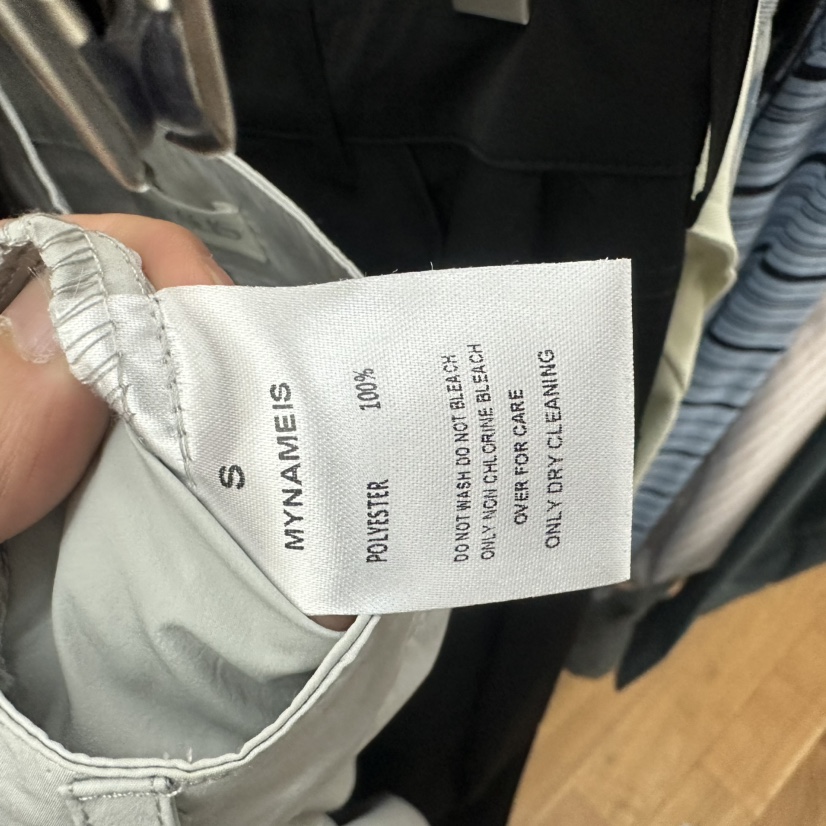 S
MYNAMEIS
POLYESTER 100%
DO NOT WASH DO NOT BLEACH
ONLY NON CHLORINE BLEACH
OVER FOR CARE
ONLY DRY CLEANING